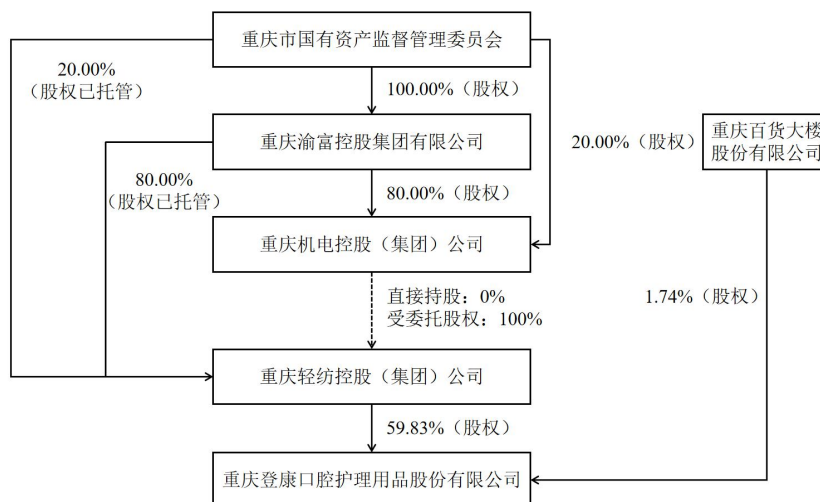 重庆市国有资产监督管理委员会
20.00%
（股权已托管）
100.00%（股权）
重庆渝富控股集团有限公司
20.00%（股权）
重庆百货大楼
股份有限公司
80.00%
（股权已托管）
80.00%（股权）
重庆机电控股（集团）公司
直接持股：0%
受委托股权：100%
1.74%（股权）
重庆轻纺控股（集团）公司
59.83%（股权）
重庆登康口腔护理用品股份有限公司